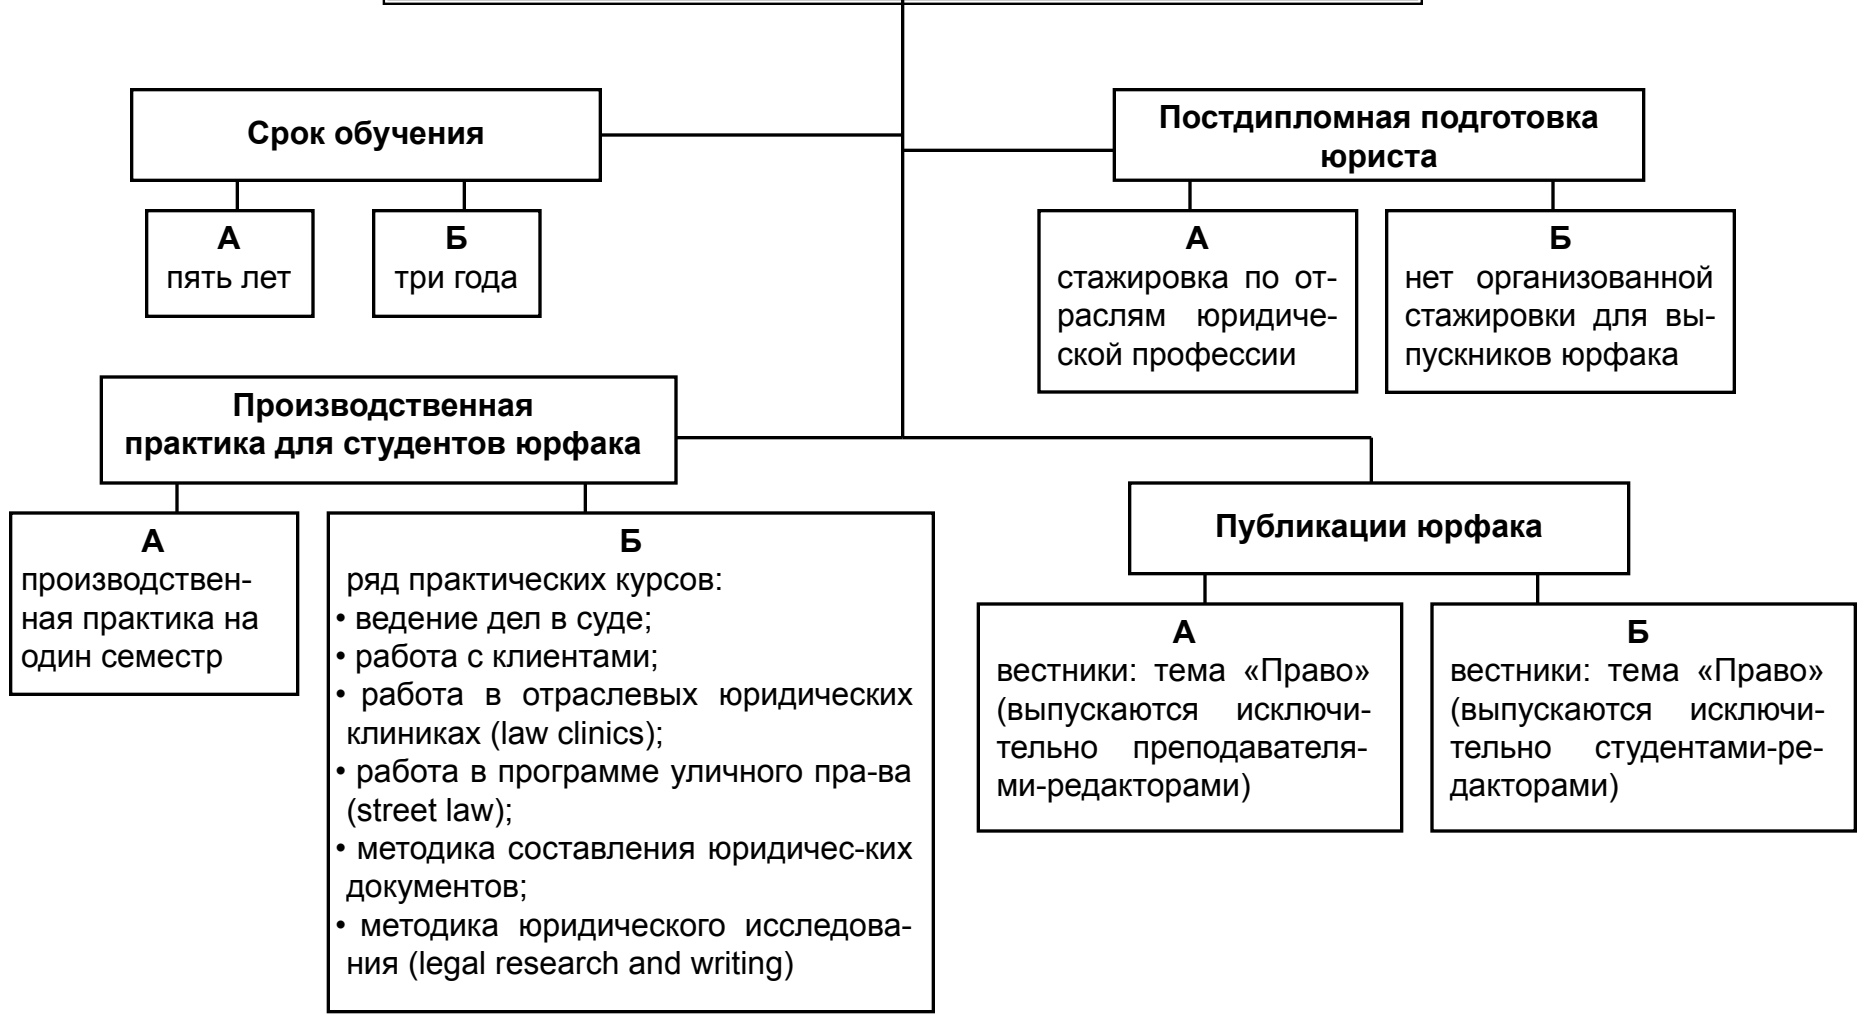 Срок обучения
А
пять лет
Б
три года
Постдипломная подготовка
юриста
А
стажировка по от-
раслям юридиче-
ской профессии
Б
нет организованной
стажировки для вы-
пускников юрфака
Производственная
практика для студентов юрфака
А
производствен-
ная практика на
один семестр
Б
ряд практических курсов:
• ведение дел в суде;
• работа с клиентами;
• работа в отраслевых юридических
клиниках (law clinics);
• работа в программе уличного пра-ва
(street law);
• методика составления юридичес-ких
документов;
• методика юридического исследова-
ния (legal research and writing)
Публикации юрфака
А
вестники: тема «Право»
(выпускаются исключи-
тельно преподавателя-
ми-редакторами)
Б
вестники: тема «Право»
(выпускаются исключи-
тельно студентами-ре-
дакторами)